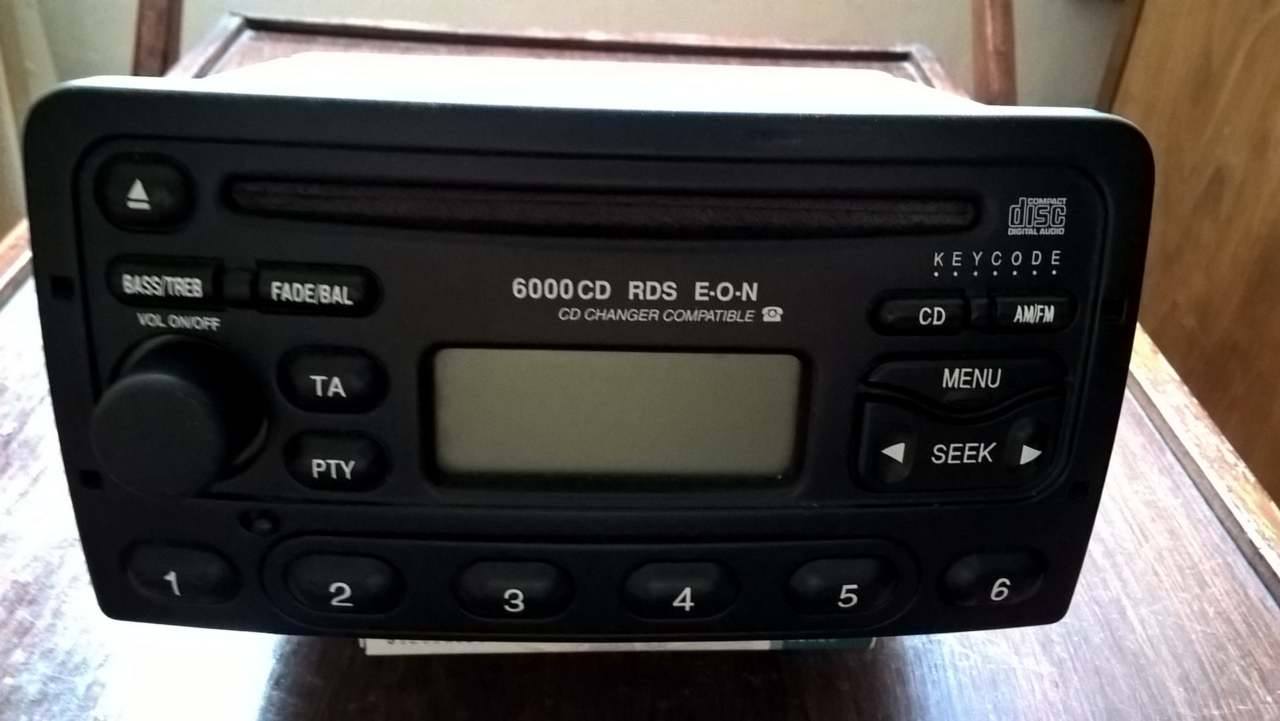 COMPACT
disc
DIGITAL AUDIO
KEYCODE
BASS/TREB
FADE/BAL
6000CD RDS E·O·N
CD CHANGER COMPATIBLE
CD
AM/FM
VOL ON/OFF
TA
MENU
PTY
SEEK
1
2
3
4
5
6